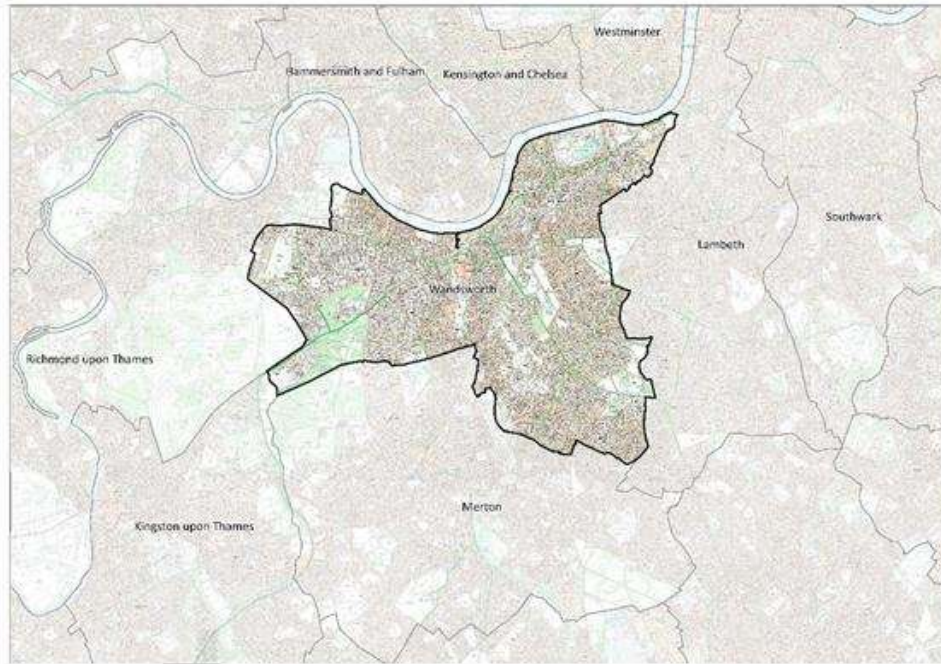 Westminster
Hammersmith and Fulham
Kensington and Chelsea
Southwark
Lambeth
Wandsworth
Richmond upon Thames
Merton
Kingston upon Thames